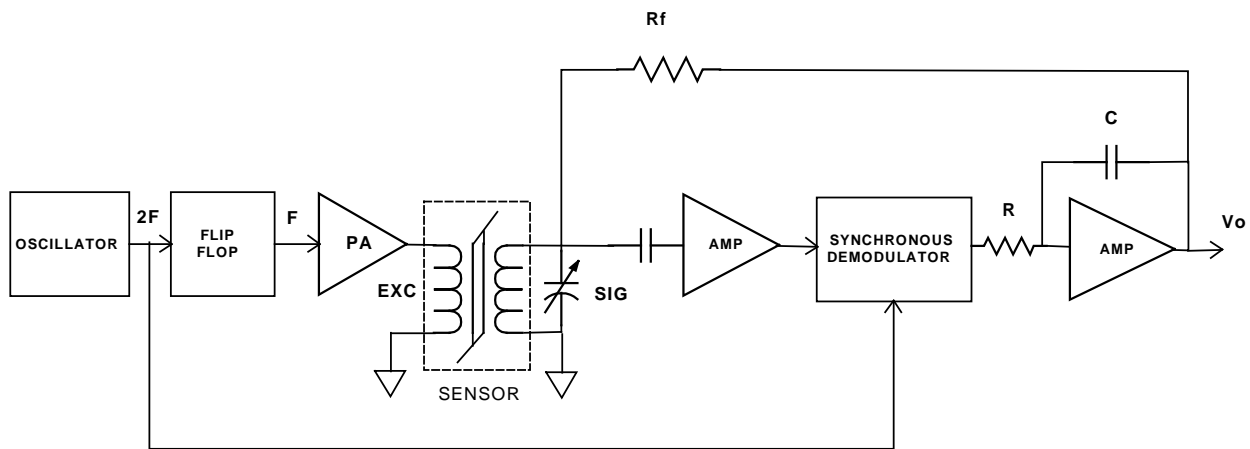 Rf
C
OSCILLATOR
2F
FLIP
FLOP
F
PA
EXC
SIG
SENSOR
AMP
SYNCHRONOUS
DEMODULATOR
R
AMP
Vo